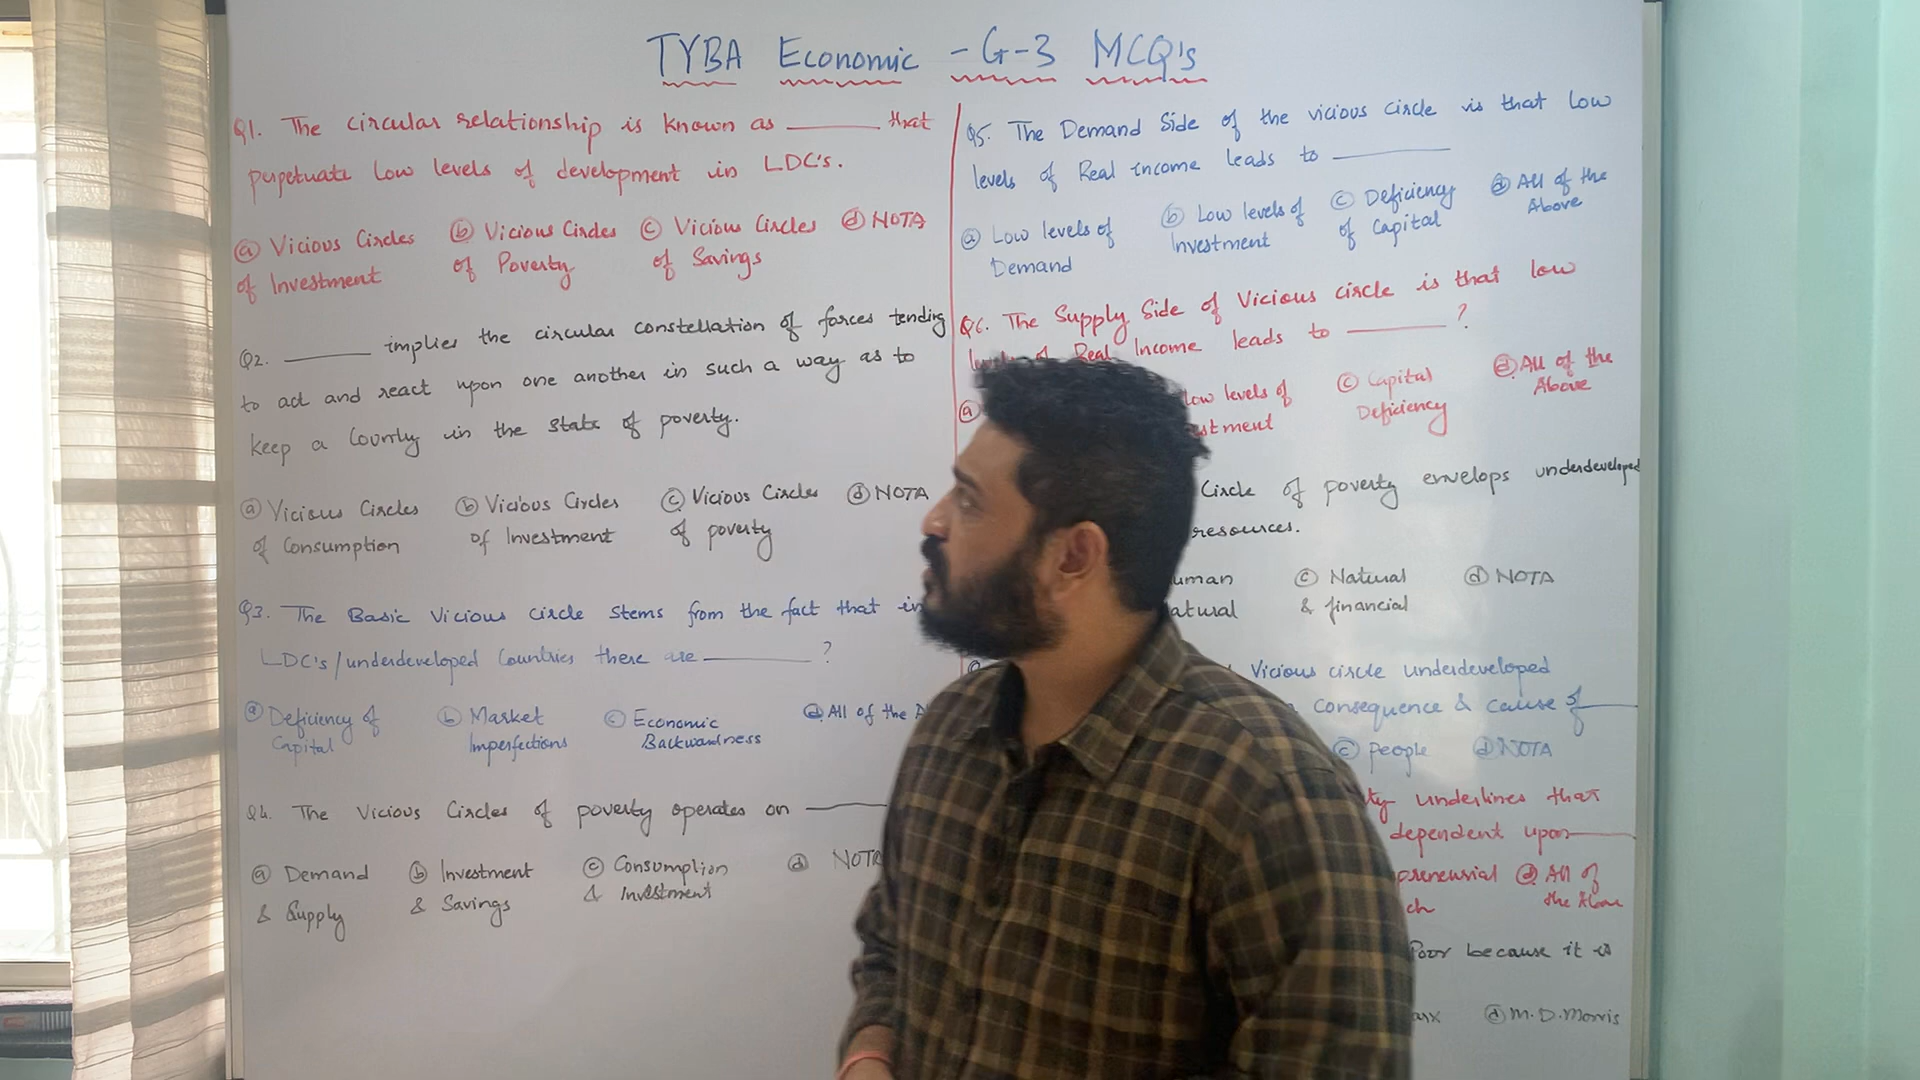 TYBA Economic - G-3 MCQ's
Q1. The circular relationship is known as ______ that
perpetuate low levels of development in LDC's.
(a) Vicious Circles of Investment
(b) Vicious Circles of Poverty
(c) Vicious Circles of Savings
(d) NOTA
Q2. ______ implies the circular constellation of forces tending
to act and react upon one another in such a way as to
keep a Country in the state of poverty.
(a) Vicious Circles of Consumption
(b) Vicious Circles of Investment
(c) Vicious Circles of poverty
(d) NOTA
Q3. The Basic Vicious circle stems from the fact that in
LDC's/underdeveloped Countries there are ______ ?
(a) Deficiency of Capital
(b) Market Imperfections
(c) Economic Backwardness
(d) All of the
Q4. The Vicious Circles of poverty operates on ______
(a) Demand & Supply
(b) Investment & Savings
(c) Consumption & Investment
(d) NOTA
Q5. The Demand Side of the vicious circle is that low
levels of Real income leads to ______
(a) Low levels of Demand
(b) Low levels of Investment
(c) Deficiency of Capital
(d) All of the Above
Q6. The Supply Side of Vicious circle is that low
levels of Real Income leads to ______ ?
(a)
low levels of
(c) Capital Deficiency
(d) All of the Above
Circle of poverty envelops underdeveloped
resources.
(c) Natural & financial
(d) NOTA
Vicious circle underdeveloped
consequence & cause of ______
(c) people
(d) NOTA
underlines that
dependent upon ______
(d) All of the Above
Poor because it is
(d) M.D. Morris